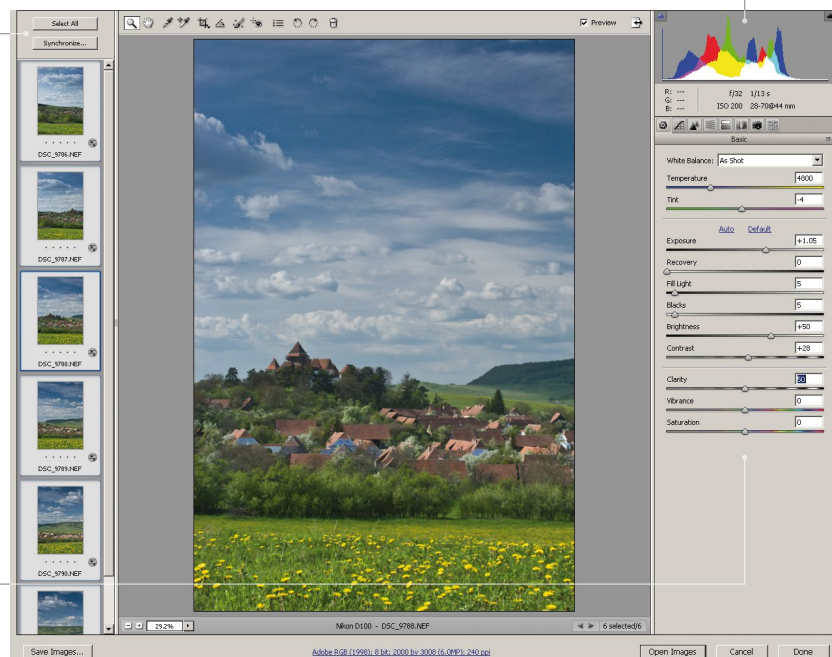 Select All
Synchronize...
DSC_9786.NEF
DSC_9787.NEF
DSC_9788.NEF
DSC_9789.NEF
DSC_9790.NEF
Preview
29.2%
Nikon D100 - DSC_9788.NEF
6 selected/6
R: ---
G: ---
B: ---
f/32 1/13 s
ISO 200 28-70@44 mm
Basic
White Balance: As Shot
Temperature 4800
Tint -4
Auto Default
Exposure +1.05
Recovery 0
Fill Light 5
Blacks 5
Brightness +50
Contrast +28
Clarity 50
Vibrance 0
Saturation 0
Save Images...
Adobe RGB (1998); 8 bit; 2000 by 3008 (6.0MP); 240 ppi
Open Images
Cancel
Done